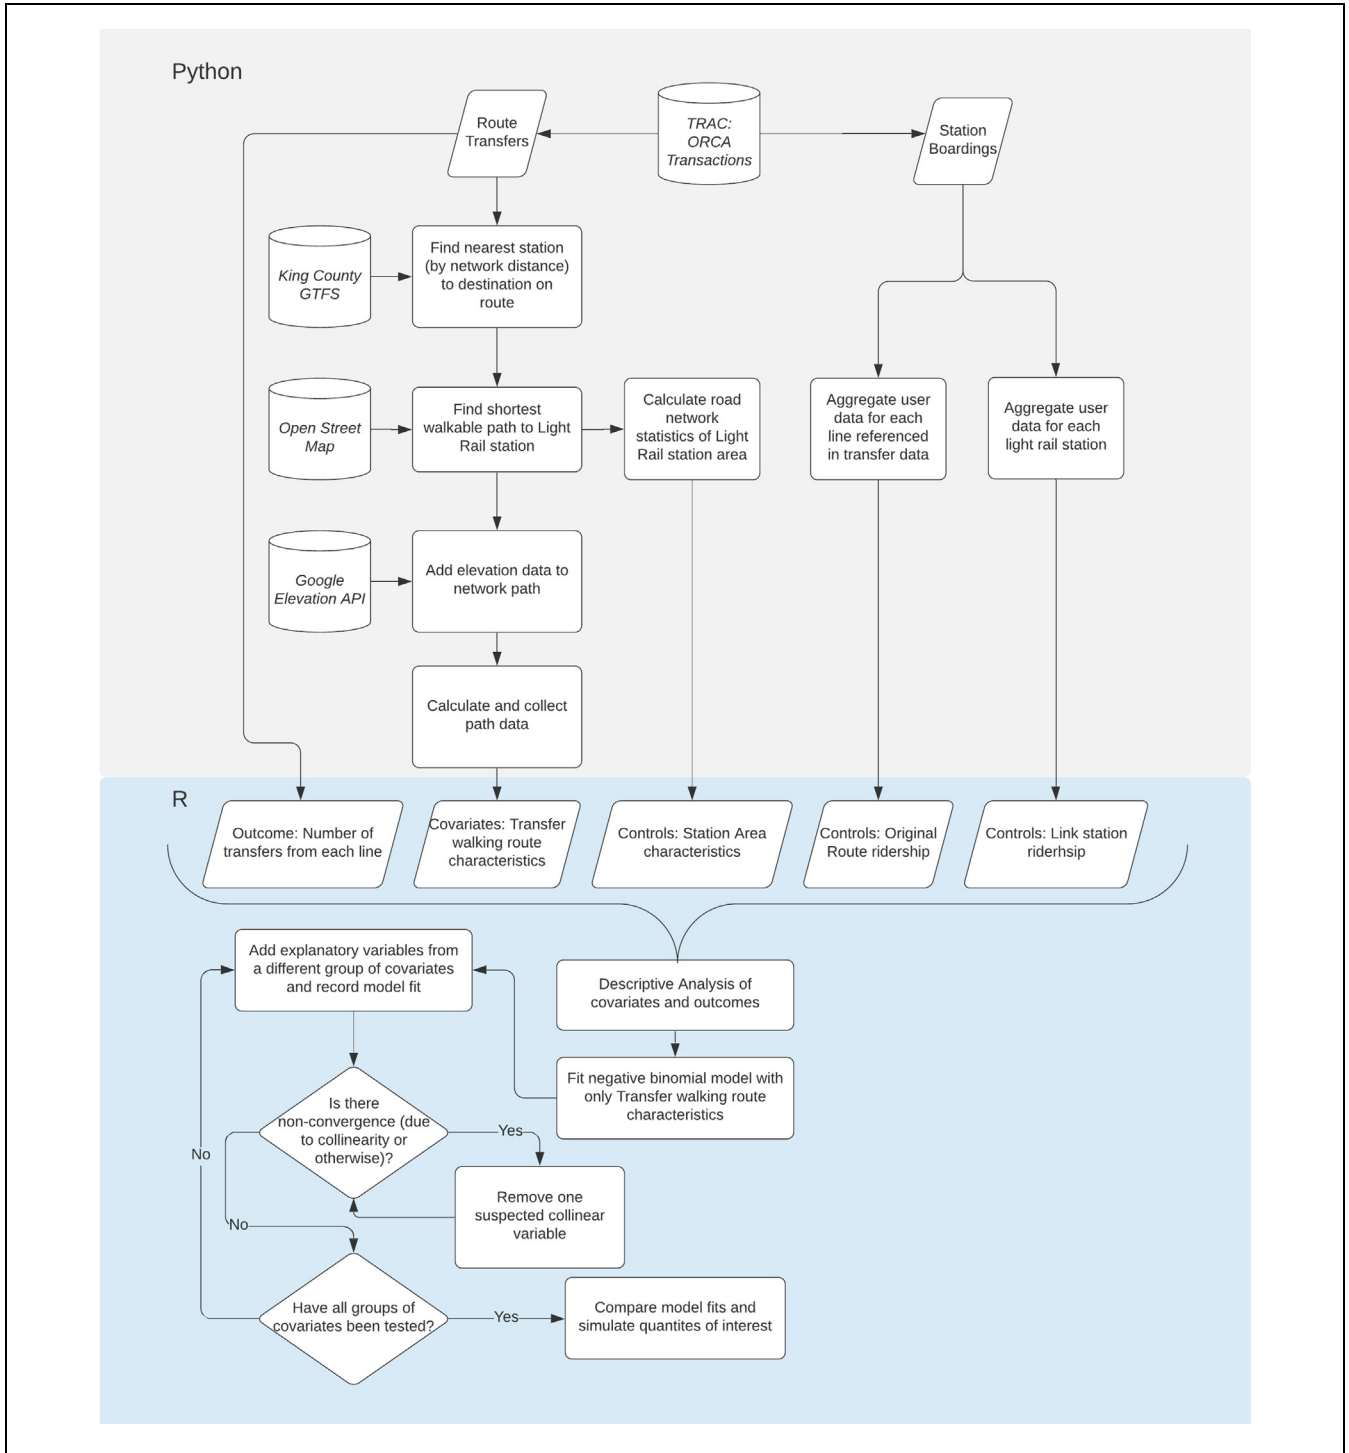 Python
Route
Transfers
TRAC:
ORCA
Transactions
Station
Boardings
King County
GTFS
Find nearest station
(by network distance)
to destination on
route
Open Street
Map
Find shortest
walkable path to Light
Rail station
Calculate road
network
statistics of Light
Rail station area
Aggregate user
data for each
line referenced
in transfer data
Aggregate user
data for each
light rail station
Google
Elevation API
Add elevation data to
network path
Calculate and collect
path data
R
Outcome: Number of
transfers from each line
Covariates: Transfer
walking route
characteristics
Controls: Station Area
characteristics
Controls: Original
Route ridership
Controls: Link station
riderhsip
Add explanatory variables from
a different group of covariates
and record model fit
Descriptive Analysis of
covariates and outcomes
Fit negative binomial model with
only Transfer walking route
characteristics
Is there
non-convergence (due
to collinearity or
otherwise)?
Yes
No
Remove one
suspected collinear
variable
No
Have all groups of
covariates been tested?
Yes
Compare model fits and
simulate quantites of interest